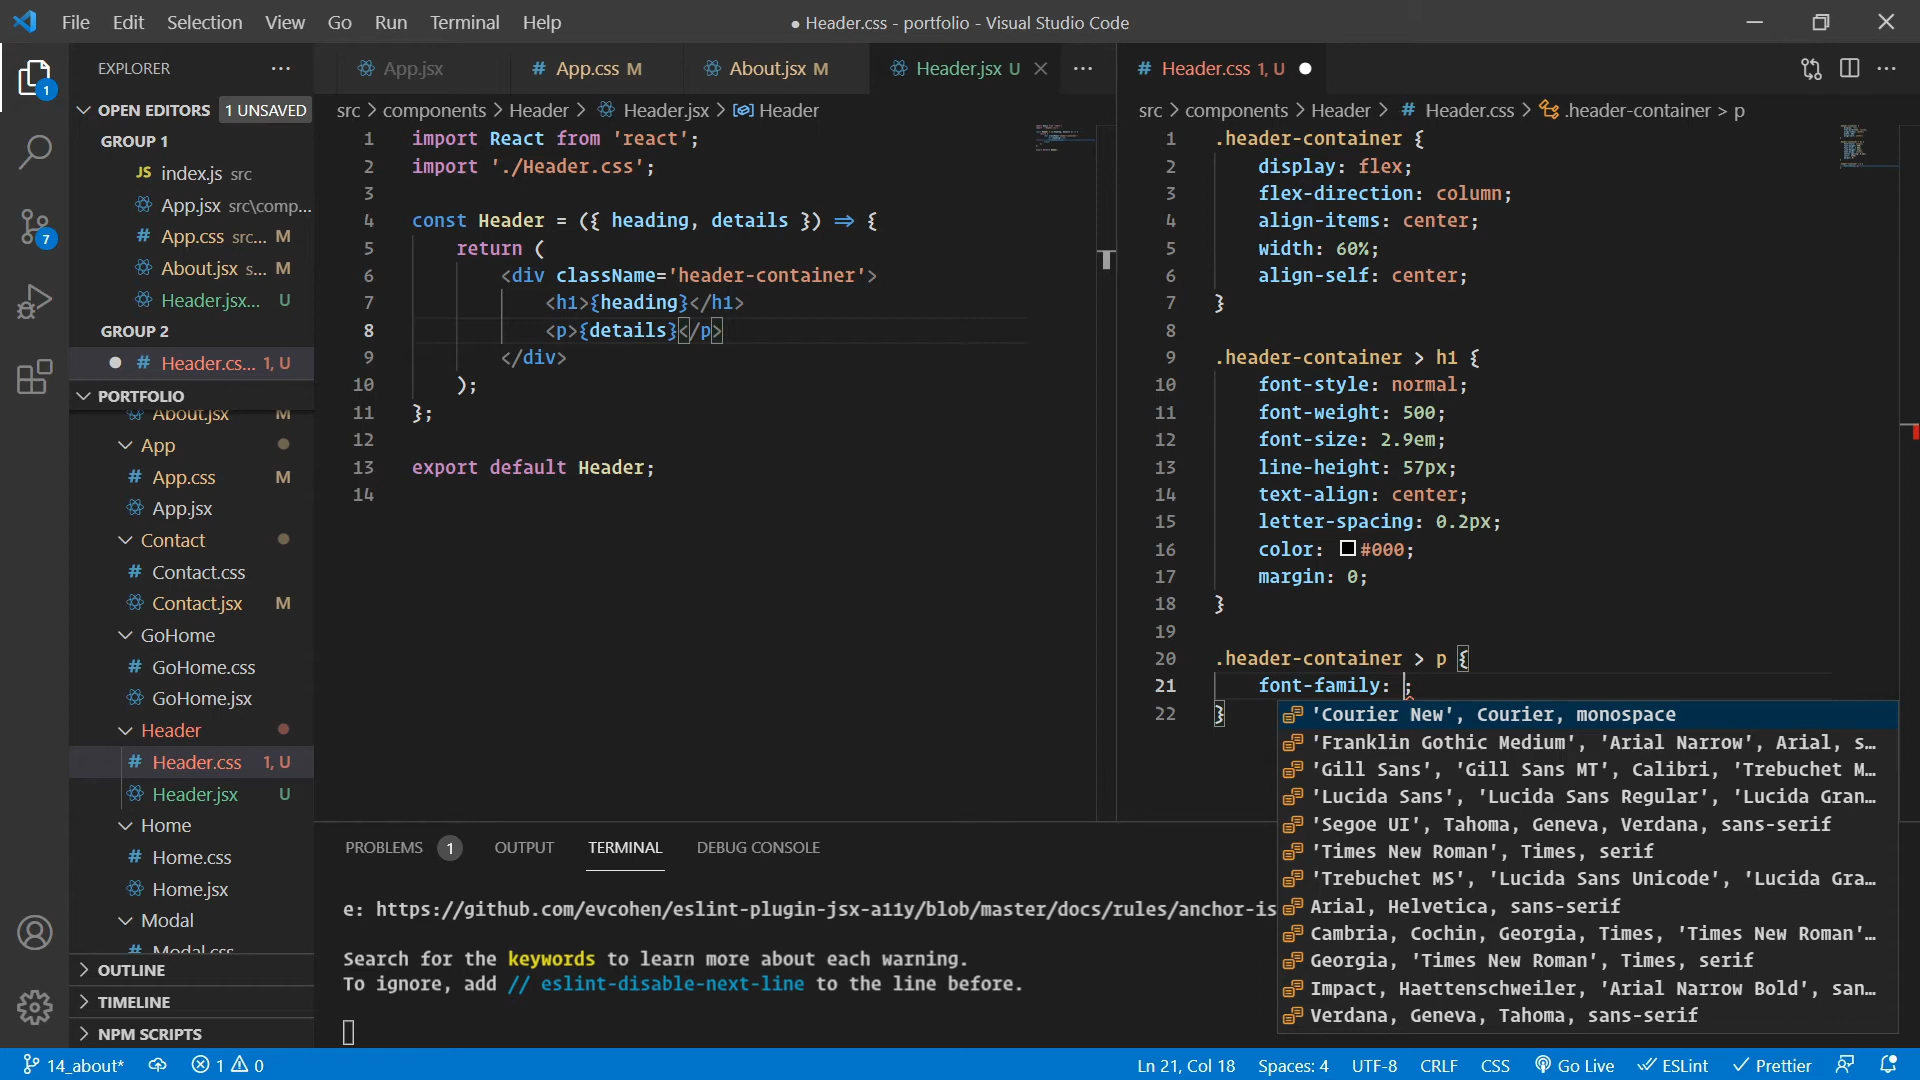 File Edit Selection View Go Run Terminal Help
● Header.css - portfolio - Visual Studio Code
EXPLORER
OPEN EDITORS 1 UNSAVED
GROUP 1
JS index.js src
App.jsx src\comp...
# App.css src... M
About.jsx s... M
Header.jsx... U
GROUP 2
# Header.cs... 1, U
PORTFOLIO
About.jsx M
App
# App.css M
App.jsx
Contact
# Contact.css
Contact.jsx M
GoHome
# GoHome.css
GoHome.jsx
Header
# Header.css 1, U
Header.jsx U
Home
# Home.css
Home.jsx
Modal
# Modal.css
OUTLINE
TIMELINE
NPM SCRIPTS
1
7
App.jsx # App.css M About.jsx M Header.jsx U
src > components > Header > Header.jsx > Header
1 import React from 'react';
2 import './Header.css';
3
4 const Header = ({ heading, details }) => {
5 return (
6 <div className='header-container'>
7 <h1>{heading}</h1>
8 <p>{details}</p>
9 </div>
10 );
11 };
12
13 export default Header;
14
# Header.css 1, U ●
src > components > Header > # Header.css > .header-container > p
1 .header-container {
2 display: flex;
3 flex-direction: column;
4 align-items: center;
5 width: 60%;
6 align-self: center;
7 }
8
9 .header-container > h1 {
10 font-style: normal;
11 font-weight: 500;
12 font-size: 2.9em;
13 line-height: 57px;
14 text-align: center;
15 letter-spacing: 0.2px;
16 color: #000;
17 margin: 0;
18 }
19
20 .header-container > p {
21 font-family: ;
22 }
'Courier New', Courier, monospace
'Franklin Gothic Medium', 'Arial Narrow', Arial, s...
'Gill Sans', 'Gill Sans MT', Calibri, 'Trebuchet M...
'Lucida Sans', 'Lucida Sans Regular', 'Lucida Gran...
'Segoe UI', Tahoma, Geneva, Verdana, sans-serif
'Times New Roman', Times, serif
'Trebuchet MS', 'Lucida Sans Unicode', 'Lucida Gra...
Arial, Helvetica, sans-serif
Cambria, Cochin, Georgia, Times, 'Times New Roman'...
Georgia, 'Times New Roman', Times, serif
Impact, Haettenschweiler, 'Arial Narrow Bold', san...
Verdana, Geneva, Tahoma, sans-serif
PROBLEMS 1 OUTPUT TERMINAL DEBUG CONSOLE
e: https://github.com/evcohen/eslint-plugin-jsx-a11y/blob/master/docs/rules/anchor-is
Search for the keywords to learn more about each warning.
To ignore, add // eslint-disable-next-line to the line before.
14_about* 1 0
Ln 21, Col 18 Spaces: 4 UTF-8 CRLF CSS Go Live ESLint Prettier